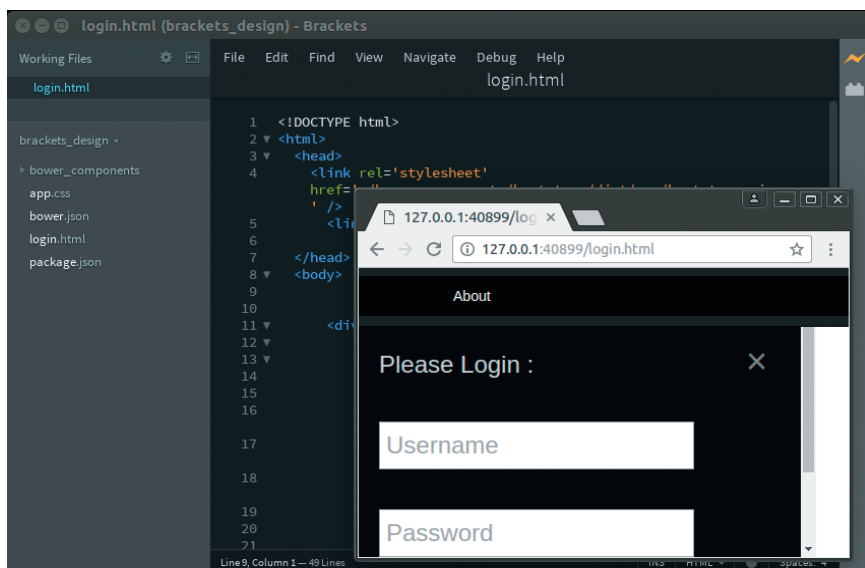 login.html (brackets_design) - Brackets
Working Files
login.html
brackets_design
bower_components
app.css
bower.json
login.html
package.json
File Edit Find View Navigate Debug Help
login.html
1 <!DOCTYPE html>
2 <html>
3 <head>
4 <link rel='stylesheet'
href='
' />
5
6
7 </head>
8 <body>
9
10
11 <div
12
13
14
15
16
17
18
19
20
21
Line 9, Column 1 — 49 Lines
INS HTML Spaces: 4
127.0.0.1:40899/log
127.0.0.1:40899/login.html
About
Please Login :
Username
Password